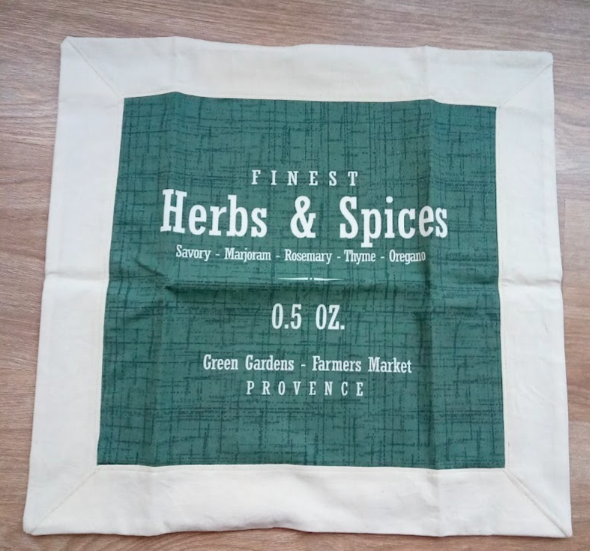 FINEST
Herbs & Spices
Savory - Marjoram - Rosemary - Thyme - Oregano
0.5 OZ.
Green Gardens - Farmers Market
PROVENCE